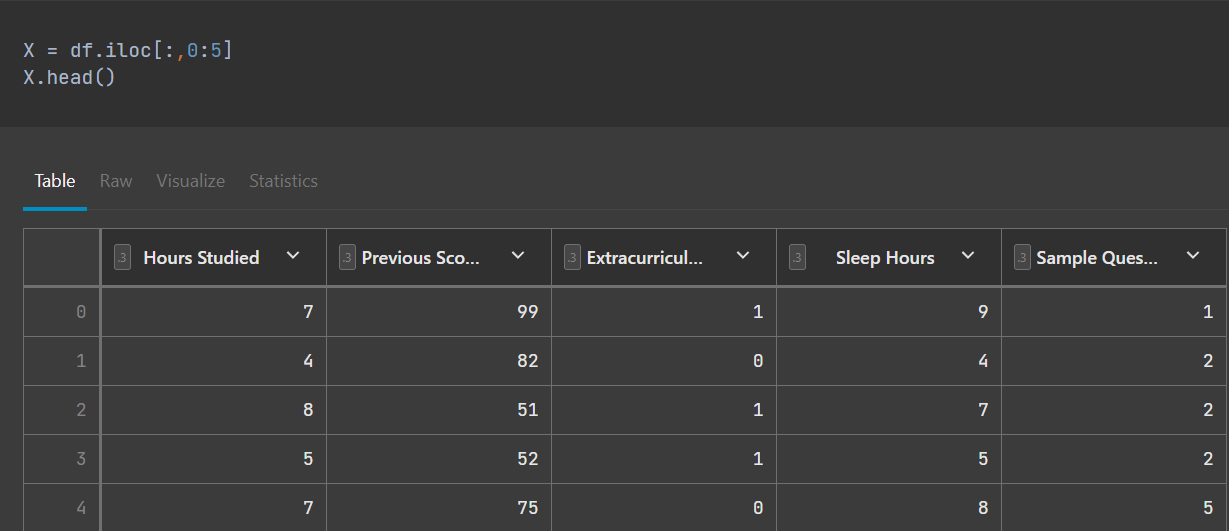 X = df.iloc[:,0:5]
X.head()
Table Raw Visualize Statistics
.3 Hours Studied .3 Previous Sco... .3 Extracurricul... .3 Sleep Hours .3 Sample Ques...
0 7 99 1 9 1
1 4 82 0 4 2
2 8 51 1 7 2
3 5 52 1 5 2
4 7 75 0 8 5